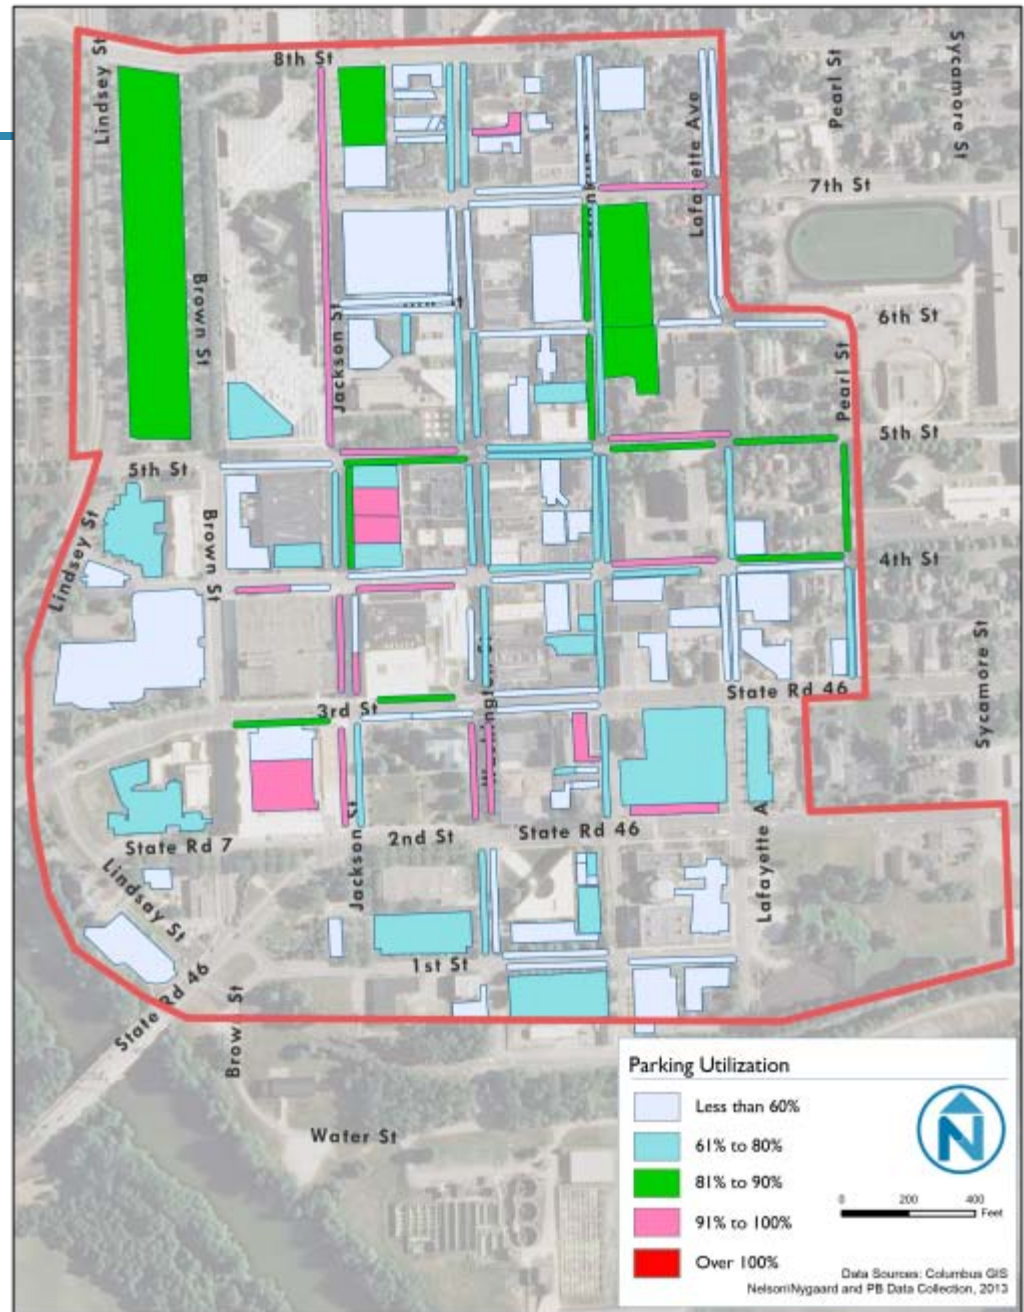 8th St
Lindsey St
Pearl St
Sycamore St
Lafayette Ave
7th St
Brown St
Jackson St
6th St
Pearl St
5th St
5th St
Lindsey St
Brown St
4th St
Sycamore St
State Rd 46
3rd St
2nd St
State Rd 46
State Rd 7
Jackson St
Lafayette A
Lindsay St
1st St
State Rd 46
Brow St
Water St
Parking Utilization
Less than 60%
61% to 80%
81% to 90%
91% to 100%
Over 100%
N
0 200 400
Feet
Data Sources: Columbus GIS
Nelson\Nygaard and PB Data Collection, 2013